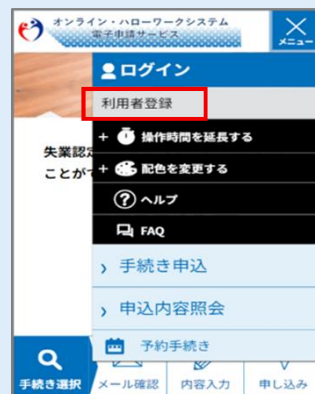 オンライン・ハローワークシステム
電子申請サービス
メニュー
ログイン
利用者登録
+ 操作時間を延長する
失業認定
+ 配色を変更する
ことが
? ヘルプ
FAQ
› 手続き申込
› 申込内容照会
予約手続き
手続き選択
メール確認
内容入力
申し込み